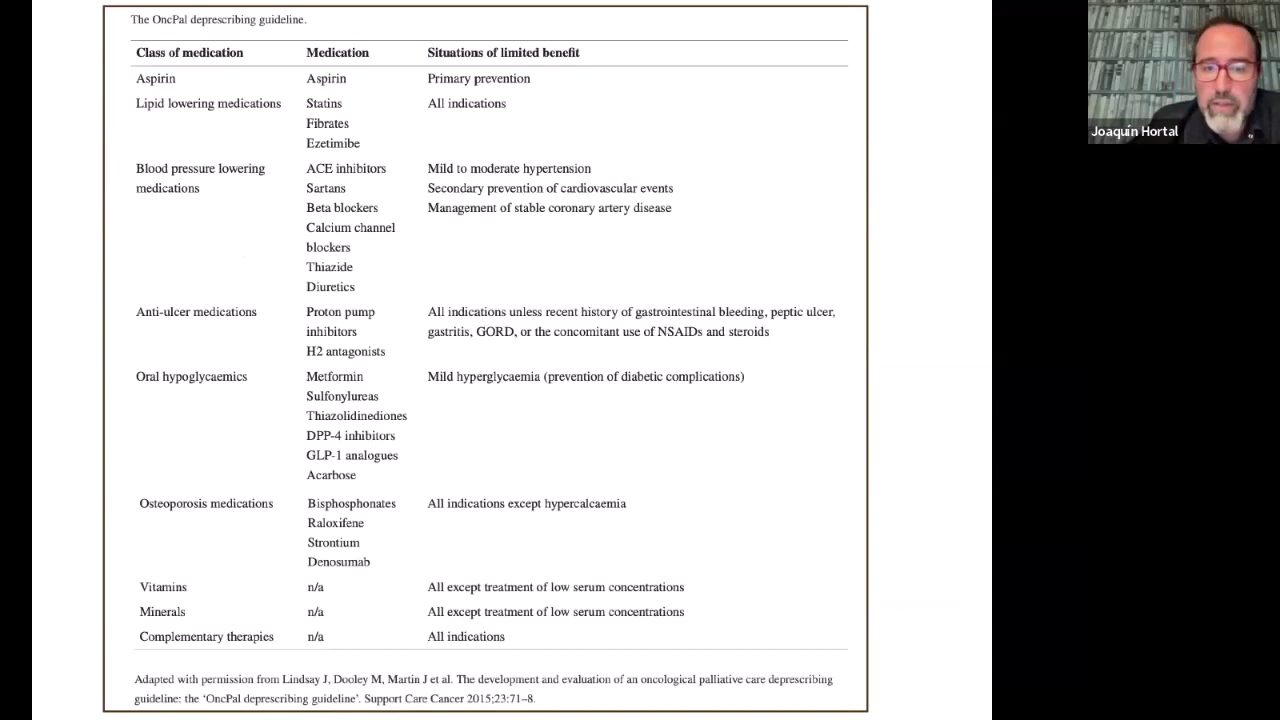 The OncPal deprescribing guideline.
Class of medication Medication Situations of limited benefit
Aspirin Aspirin Primary prevention
Lipid lowering medications Statins All indications
Fibrates
Ezetimibe
Blood pressure lowering ACE inhibitors Mild to moderate hypertension
medications Sartans Secondary prevention of cardiovascular events
Beta blockers Management of stable coronary artery disease
Calcium channel
blockers
Thiazide
Diuretics
Anti-ulcer medications Proton pump All indications unless recent history of gastrointestinal bleeding, peptic ulcer,
inhibitors gastritis, GORD, or the concomitant use of NSAIDs and steroids
H2 antagonists
Oral hypoglycaemics Metformin Mild hyperglycaemia (prevention of diabetic complications)
Sulfonylureas
Thiazolidinediones
DPP-4 inhibitors
GLP-1 analogues
Acarbose
Osteoporosis medications Bisphosphonates All indications except hypercalcaemia
Raloxifene
Strontium
Denosumab
Vitamins n/a All except treatment of low serum concentrations
Minerals n/a All except treatment of low serum concentrations
Complementary therapies n/a All indications
Adapted with permission from Lindsay J, Dooley M, Martin J et al. The development and evaluation of an oncological palliative care deprescribing
guideline: the ‘OncPal deprescribing guideline’. Support Care Cancer 2015;23:71–8.
Joaquín Hortal